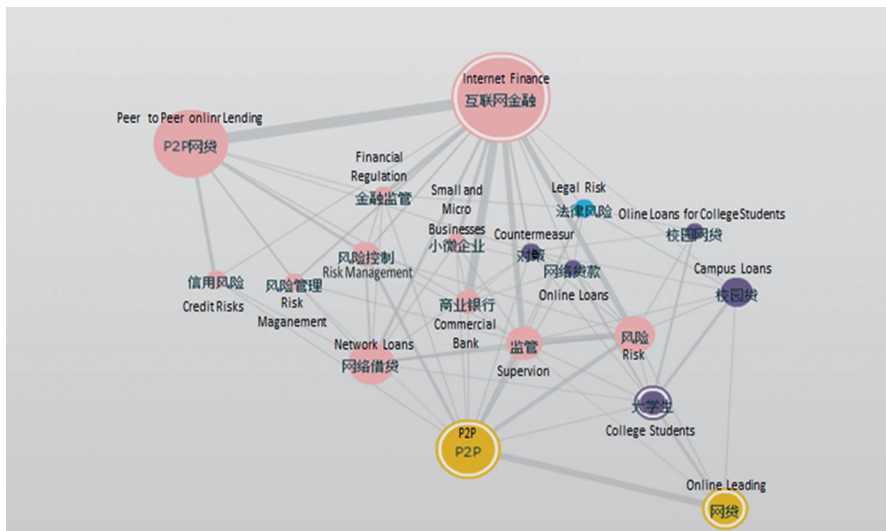 Internet Finance
互联网金融
Peer to Peer onlinr Lending
P2P网贷
Financial
Regulation
金融监管
Small and
Micro
Businesses
小微企业
Legal Risk
法律风险
Oline Loans for College Students
校园网贷
Countermeasur
对策
网络贷款
Online Loans
Campus Loans
校园贷
风险控制
Risk Management
信用风险
Credit Risks
风险管理
Risk
Maganement
商业银行
Commercial
Bank
Network Loans
网络借贷
监管
Supervion
风险
Risk
大学生
College Students
P2P
P2P
Online Leading
网贷